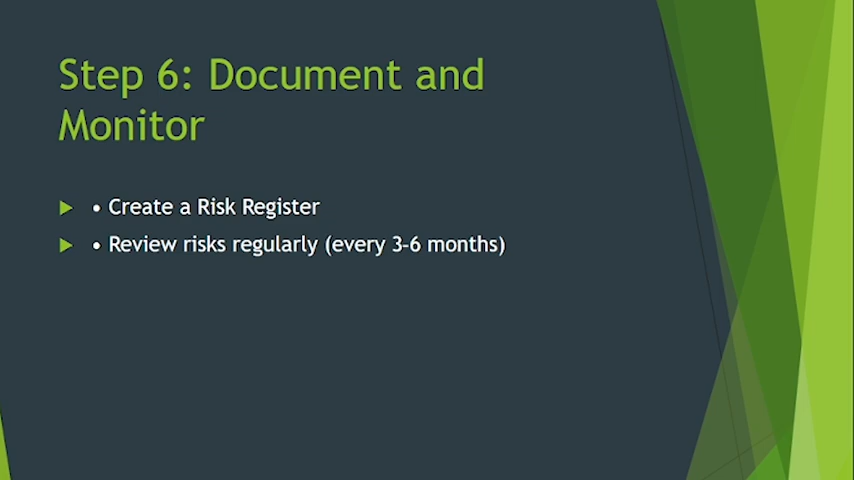 Step 6: Document and
Monitor
• Create a Risk Register
• Review risks regularly (every 3-6 months)